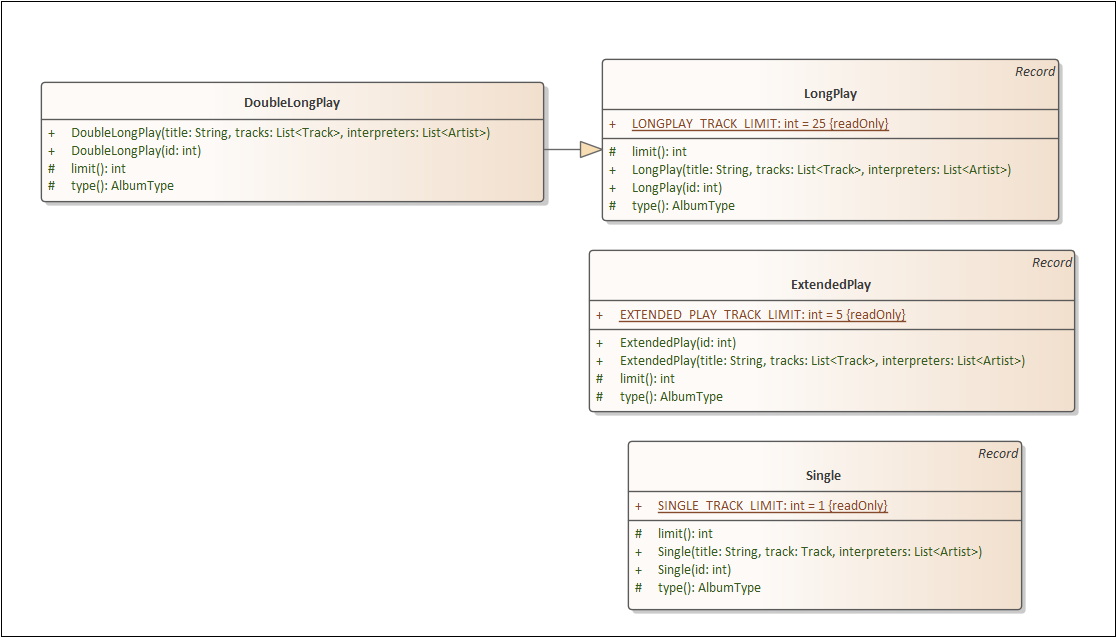 DoubleLongPlay
+ DoubleLongPlay(title: String, tracks: List<Track>, interpreters: List<Artist>)
+ DoubleLongPlay(id: int)
# limit(): int
# type(): AlbumType
Record
LongPlay
+ LONGPLAY_TRACK_LIMIT: int = 25 {readOnly}
# limit(): int
+ LongPlay(title: String, tracks: List<Track>, interpreters: List<Artist>)
+ LongPlay(id: int)
# type(): AlbumType
Record
ExtendedPlay
+ EXTENDED_PLAY_TRACK_LIMIT: int = 5 {readOnly}
+ ExtendedPlay(id: int)
+ ExtendedPlay(title: String, tracks: List<Track>, interpreters: List<Artist>)
# limit(): int
# type(): AlbumType
Record
Single
+ SINGLE_TRACK_LIMIT: int = 1 {readOnly}
# limit(): int
+ Single(title: String, track: Track, interpreters: List<Artist>)
+ Single(id: int)
# type(): AlbumType